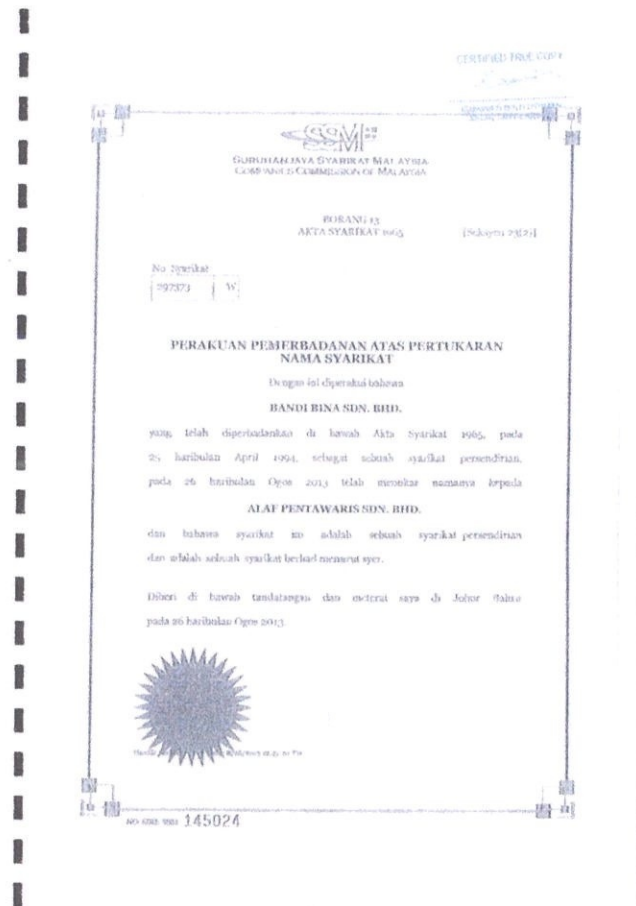 CERTIFIED TRUE COPY
SSM
SURUHANJAYA SYARIKAT MALAYSIA
COMPANIES COMMISSION OF MALAYSIA
BORANG 13
AKTA SYARIKAT 1965 [Seksyen 23(2)]
No Syarikat
297373 W
PERAKUAN PEMERBADANAN ATAS PERTUKARAN
NAMA SYARIKAT
Dengan ini diperakui bahawa
BANDI BINA SDN. BHD.
yang telah diperbadankan di bawah Akta Syarikat 1965, pada
25 haribulan April 1994, sebagai sebuah syarikat persendirian,
pada 26 haribulan Ogos 2013 telah menukar namanya kepada
ALAF PENTAWARIS SDN. BHD.
dan bahawa syarikat ini adalah sebuah syarikat persendirian
dan adalah sebuah syarikat berhad menurut syer.
Diberi di bawah tandatangan dan meterai saya di Johor Bahru
pada 26 haribulan Ogos 2013.
145024